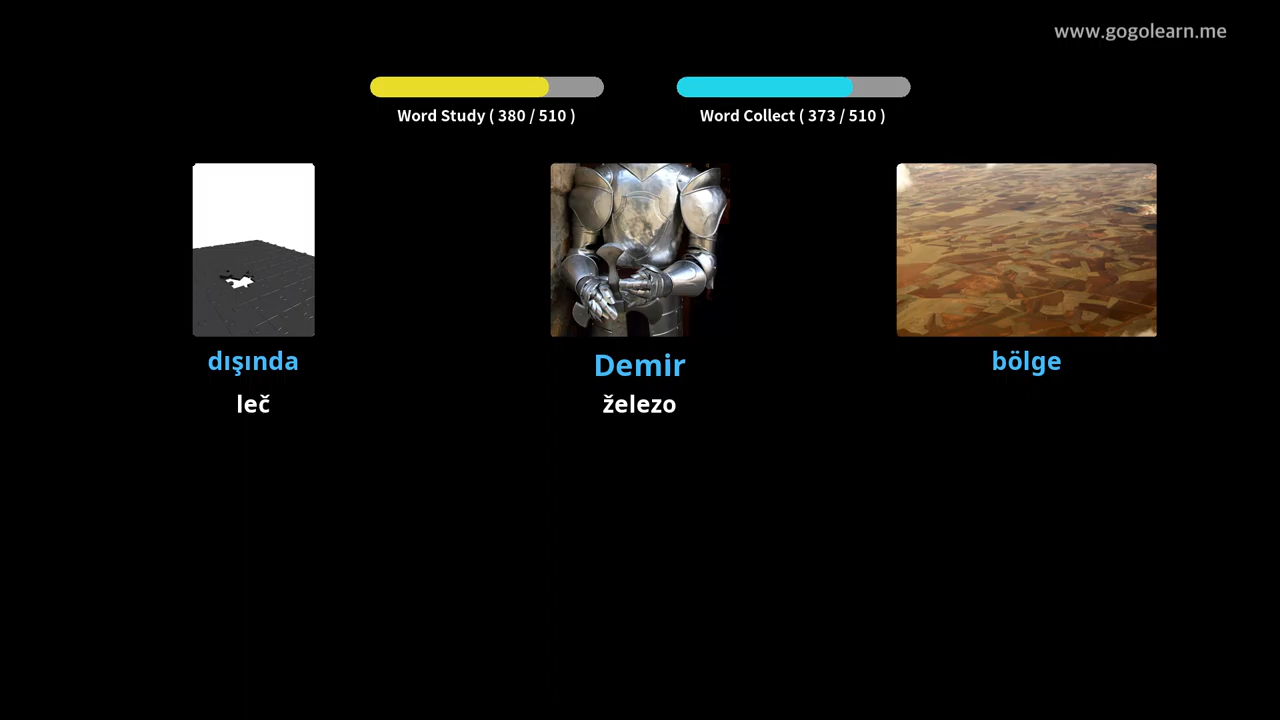 www.gogolearn.me
Word Study ( 380 / 510 )
Word Collect ( 373 / 510 )
dışında
Demir
bölge
leč
železo